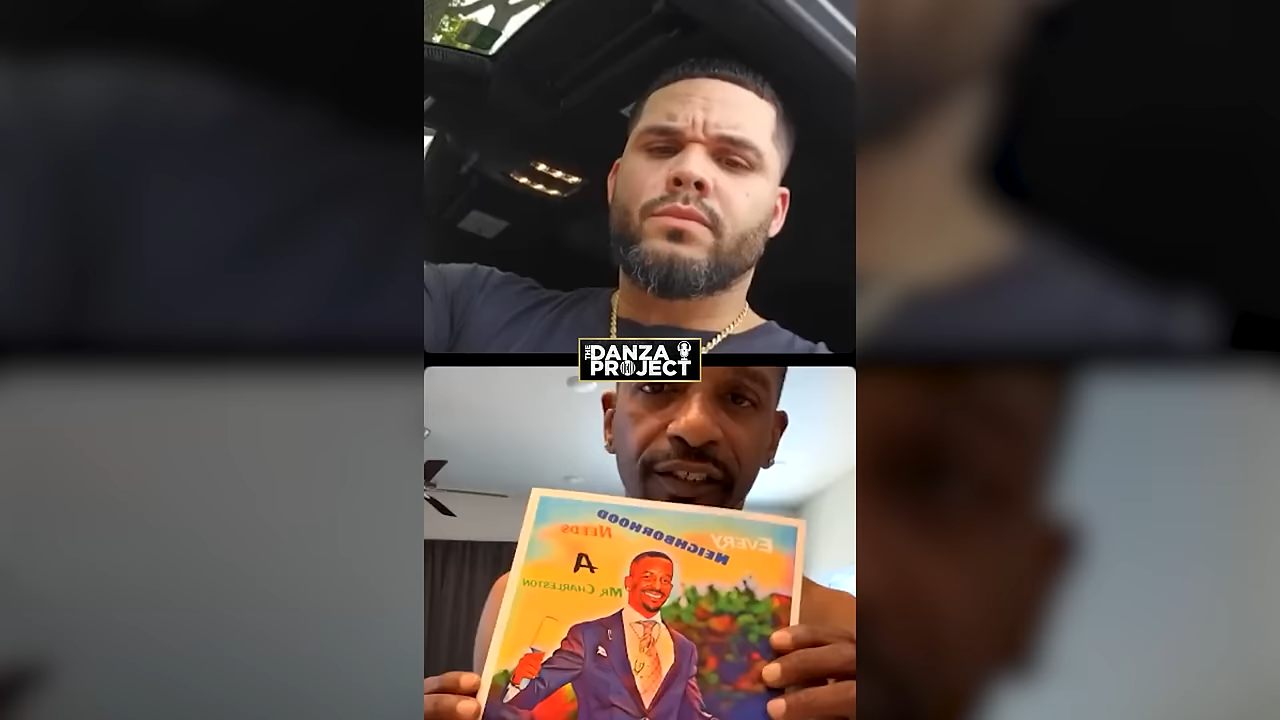 THE
DANZA
PROJECT
EVERY
NEIGHBORHOOD
NEEDS
A
MR. CHARLESTON